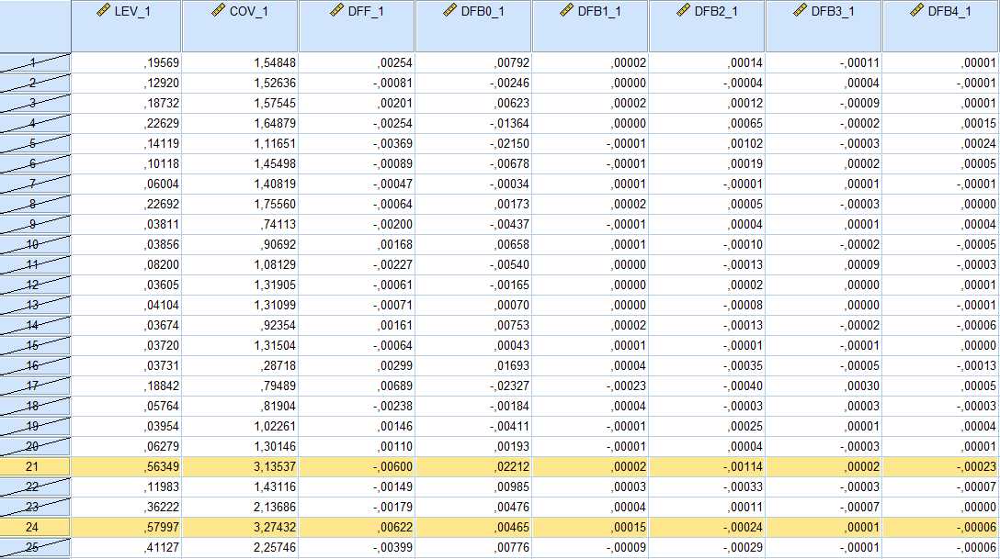 LEV_1 COV_1 DFF_1 DFB0_1 DFB1_1 DFB2_1 DFB3_1 DFB4_1
1 ,19569 1,54848 ,00254 ,00792 ,00002 ,00014 -,00011 ,00001
2 ,12920 1,52636 -,00081 -,00246 ,00000 -,00004 ,00004 -,00001
3 ,18732 1,57545 ,00201 ,00623 ,00002 ,00012 -,00009 ,00001
4 ,22629 1,64879 -,00254 -,01364 ,00000 ,00065 -,00002 ,00015
5 ,14119 1,11651 -,00369 -,02150 -,00001 ,00102 -,00003 ,00024
6 ,10118 1,45498 -,00089 -,00678 -,00001 ,00019 ,00002 ,00005
7 ,06004 1,40819 -,00047 -,00034 ,00001 -,00001 ,00001 -,00001
8 ,22692 1,75560 -,00064 ,00173 ,00002 ,00005 -,00003 ,00000
9 ,03811 ,74113 -,00200 -,00437 -,00001 ,00004 ,00001 ,00004
10 ,03856 ,90692 ,00168 ,00658 ,00001 -,00010 -,00002 -,00005
11 ,08200 1,08129 -,00227 -,00540 ,00000 -,00013 ,00009 -,00003
12 ,03605 1,31905 -,00061 -,00165 ,00000 ,00002 ,00000 ,00001
13 ,04104 1,31099 -,00071 ,00070 ,00000 -,00008 ,00000 -,00001
14 ,03674 ,92354 ,00161 ,00753 ,00002 -,00013 -,00002 -,00006
15 ,03720 1,31504 -,00064 ,00043 ,00001 -,00001 -,00001 ,00000
16 ,03731 ,28718 ,00299 ,01693 ,00004 -,00035 -,00005 -,00013
17 ,18842 ,79489 ,00689 -,02327 -,00023 -,00040 ,00030 ,00005
18 ,05764 ,81904 -,00238 -,00184 ,00004 -,00003 ,00003 -,00003
19 ,03954 1,02261 ,00146 -,00411 -,00001 ,00025 ,00001 ,00004
20 ,06279 1,30146 ,00110 ,00193 -,00001 ,00004 -,00003 ,00001
21 ,56349 3,13537 -,00600 ,02212 ,00002 -,00114 ,00002 -,00023
22 ,11983 1,43116 -,00149 ,00985 ,00003 -,00033 -,00003 -,00007
23 ,36222 2,13686 -,00179 ,00476 ,00004 ,00011 -,00007 ,00000
24 ,57997 3,27432 ,00622 ,00465 ,00015 -,00024 ,00001 -,00006
25 ,41127 2,25746 -,00399 ,00776 -,00009 -,00029 -,00001 -,00006